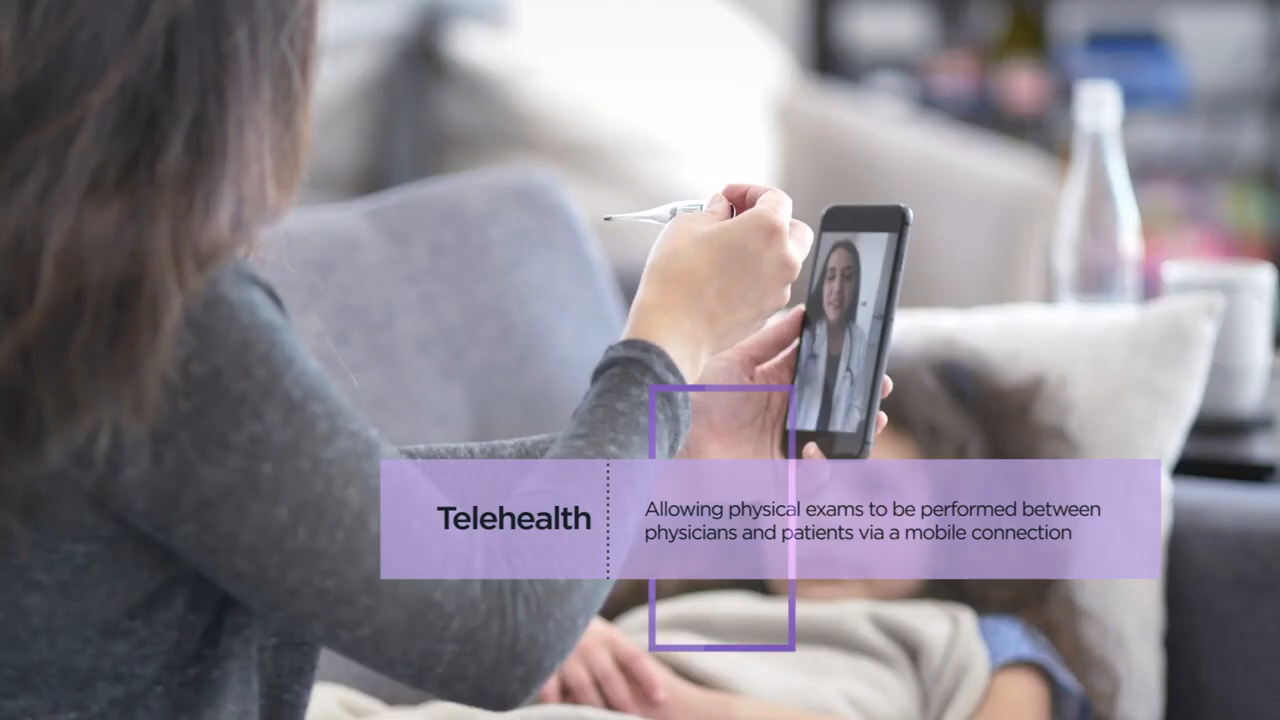 Telehealth
Allowing physical exams to be performed between
physicians and patients via a mobile connection